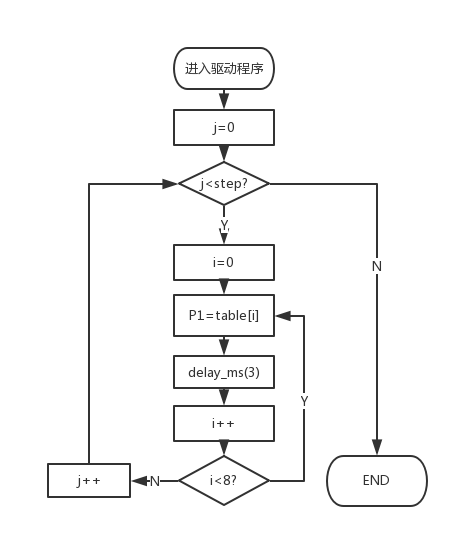 进入驱动程序
j=0
j<step?
Y
i=0
N
P1=table[i]
delay_ms(3)
Y
i++
i<8?
N
j++
END